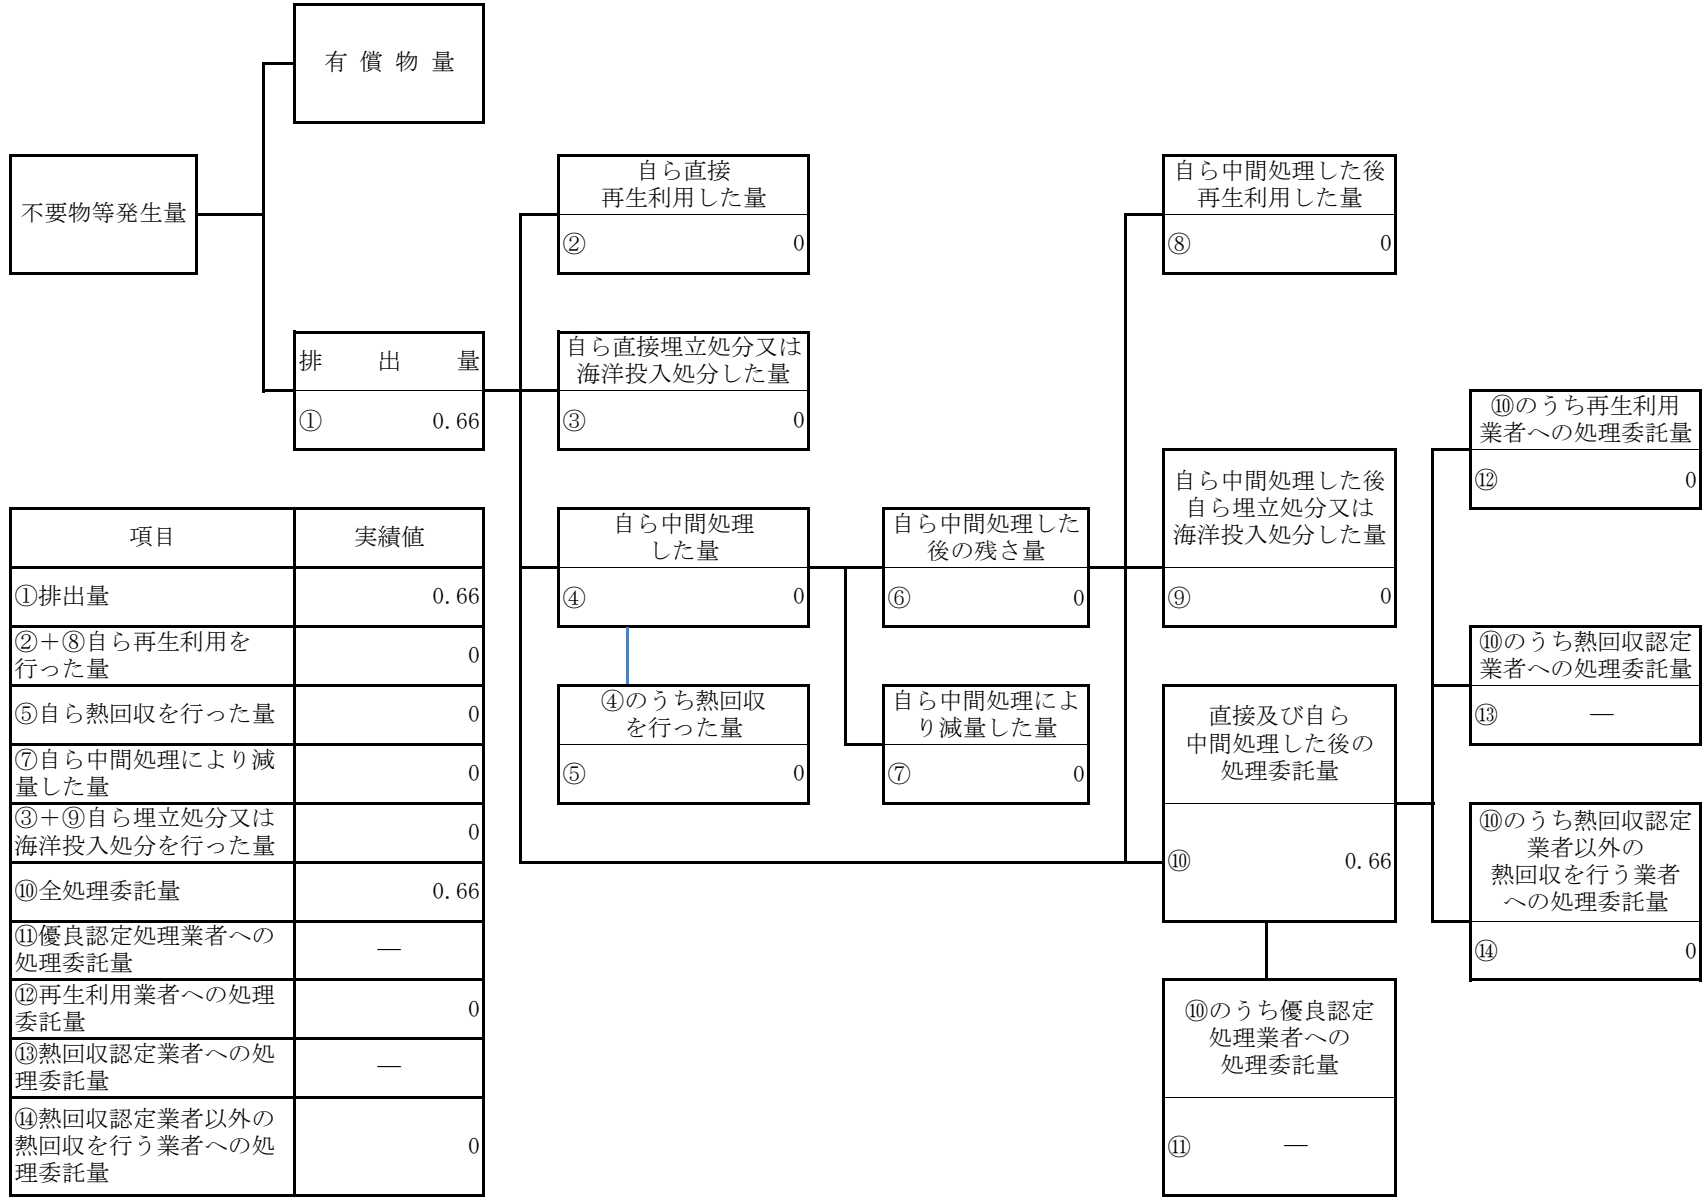 有 償 物 量
不要物等発生量
自ら直接
再生利用した量
② 0
自ら中間処理した後
再生利用した量
⑧ 0
排 出 量
① 0.66
自ら直接埋立処分又は
海洋投入処分した量
③ 0
⑩のうち再生利用
業者への処理委託量
⑫ 0
自ら中間処理
した量
④ 0
自ら中間処理した
後の残さ量
⑥ 0
自ら中間処理した後
自ら埋立処分又は
海洋投入処分した量
⑨ 0
⑩のうち熱回収認定
業者への処理委託量
⑬ ―
④のうち熱回収
を行った量
⑤ 0
自ら中間処理によ
り減量した量
⑦ 0
直接及び自ら
中間処理した後の
処理委託量
⑩ 0.66
⑩のうち熱回収認定
業者以外の
熱回収を行う業者
への処理委託量
⑭ 0
⑩のうち優良認定
処理業者への
処理委託量
⑪ ―
項目 実績値
①排出量 0.66
②＋⑧自ら再生利用を
行った量 0
⑤自ら熱回収を行った量 0
⑦自ら中間処理により減
量した量 0
③＋⑨自ら埋立処分又は
海洋投入処分を行った量 0
⑩全処理委託量 0.66
⑪優良認定処理業者への
処理委託量 ―
⑫再生利用業者への処理
委託量 0
⑬熱回収認定業者への処
理委託量 ―
⑭熱回収認定業者以外の
熱回収を行う業者への処
理委託量 0